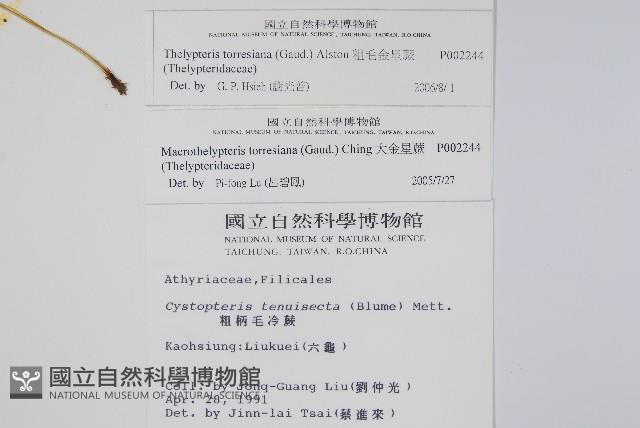 國立自然科學博物館
NATIONAL MUSEUM OF NATURAL SCIENCE, TAICHUNG, TAIWAN, R.O.CHINA
Thelypteris torresiana (Gaud.) Alston 粗毛金星蕨 P002244
(Thelypteridaceae)
Det. by G. P. Hsieh (謝光普) 2006/8/1
國立自然科學博物館
NATIONAL MUSEUM OF NATURAL SCIENCE, TAICHUNG, TAIWAN, R.O.CHINA
Macrothelypteris torresiana (Gaud.) Ching 大金星蕨 P002244
(Thelypteridaceae)
Det. by Pi-fong Lu (呂碧鳳) 2005/7/27
國立自然科學博物館
NATIONAL MUSEUM OF NATURAL SCIENCE
TAICHUNG, TAIWAN, R.O.CHINA
Athyriaceae,Filicales
Cystopteris tenuisecta (Blume) Mett.
粗柄毛冷蕨
Kaohsiung:Liukuei(六龜)
Coll. by Jong-Guang Liu(劉仲光)
Apr. 28, 1991
Det. by Jinn-lai Tsai(蔡進來)
國立自然科學博物館
NATIONAL MUSEUM OF NATURAL SCIENCE